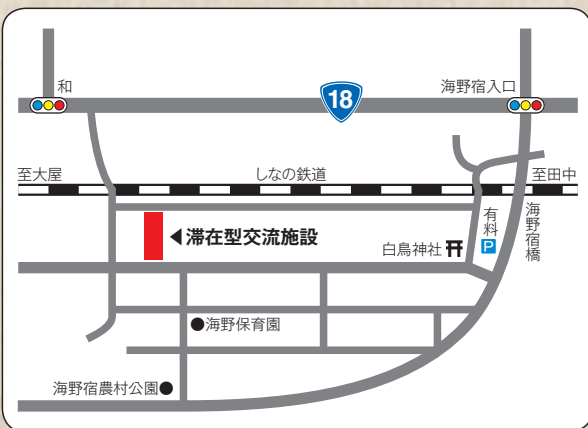 和
海野宿入口
18
至大屋
しなの鉄道
至田中
滞在型交流施設
有料
P
海野宿橋
白鳥神社
海野保育園
海野宿農村公園